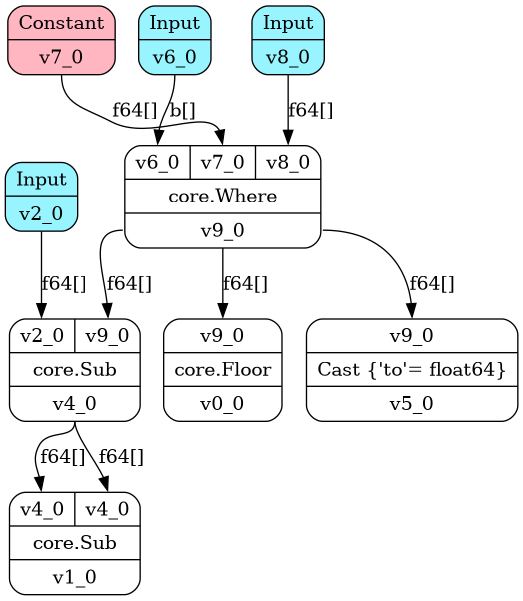 Constant
v7_0
Input
v6_0
Input
v8_0
f64[]
b[]
f64[]
Input
v2_0
v6_0 v7_0 v8_0
core.Where
v9_0
f64[]
f64[]
f64[]
f64[]
v2_0 v9_0
core.Sub
v4_0
v9_0
core.Floor
v0_0
v9_0
Cast {'to'= float64}
v5_0
f64[]
f64[]
v4_0 v4_0
core.Sub
v1_0